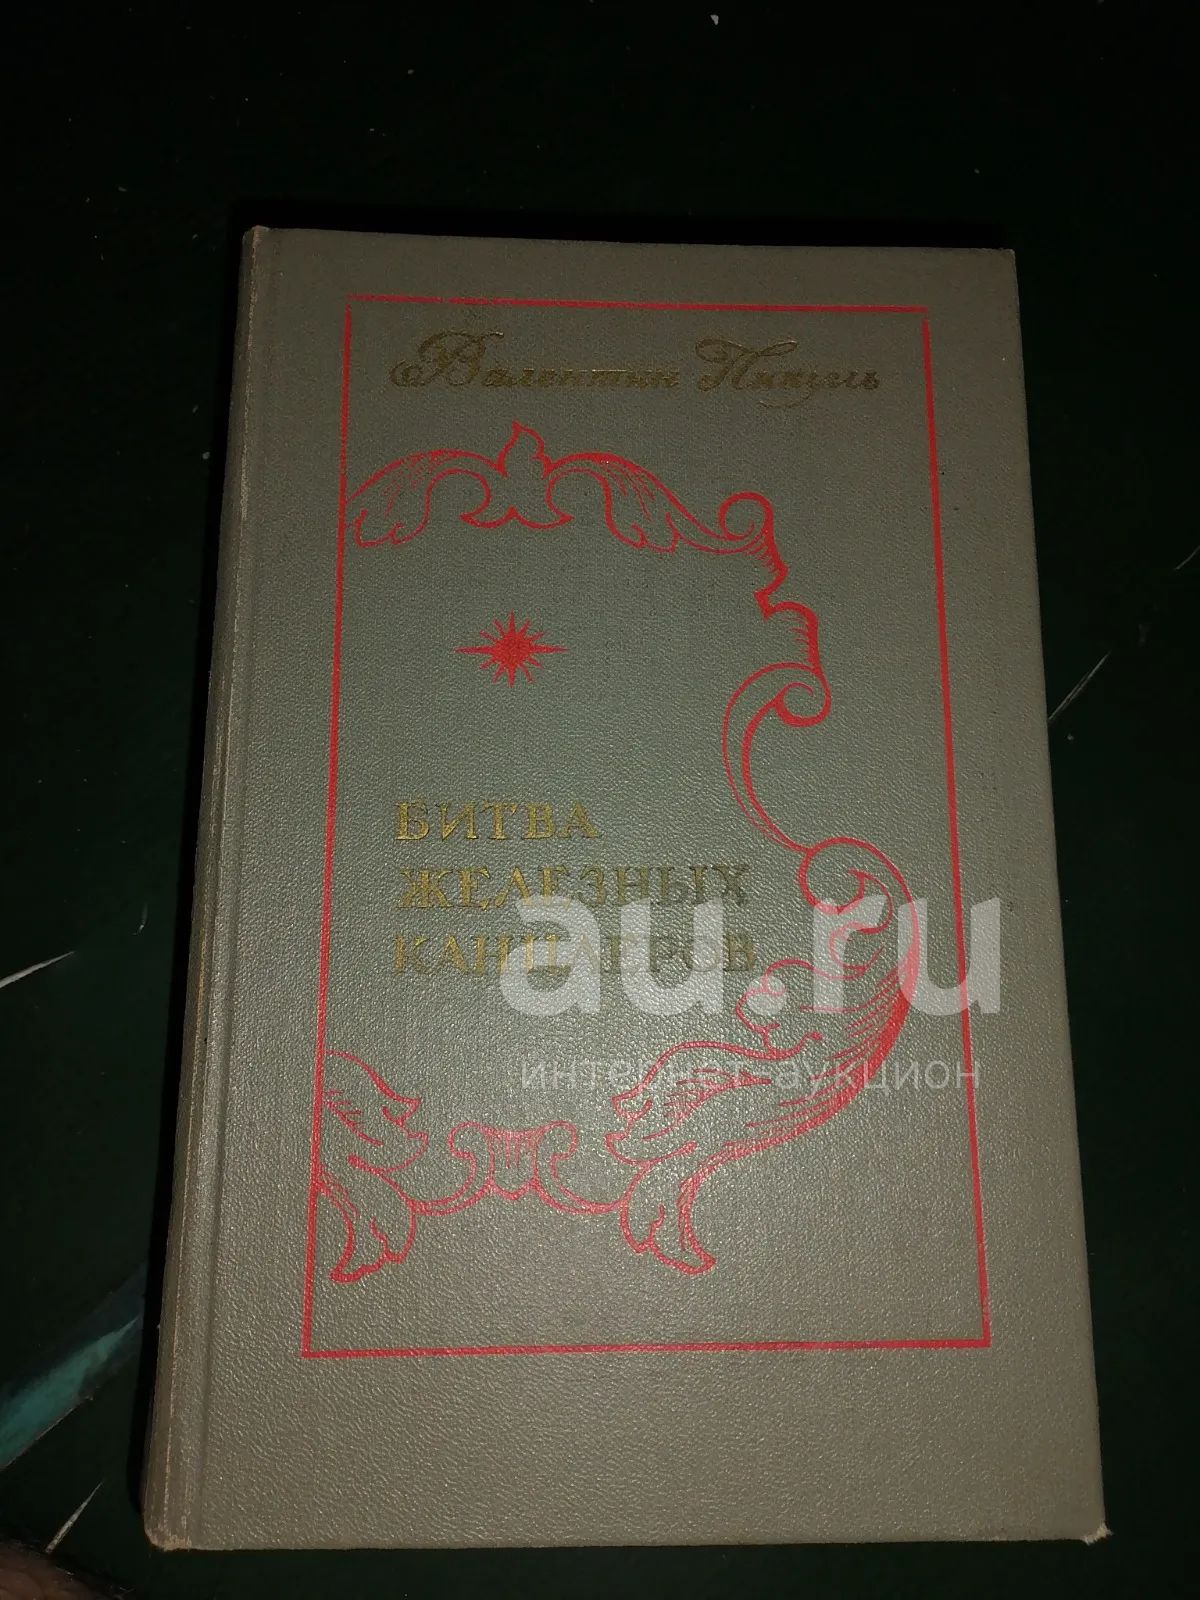 Валентин Пикуль
БИТВА
ЖЕЛЕЗНЫХ
КАНЦЛЕРОВ
au.ru
интернет-аукцион